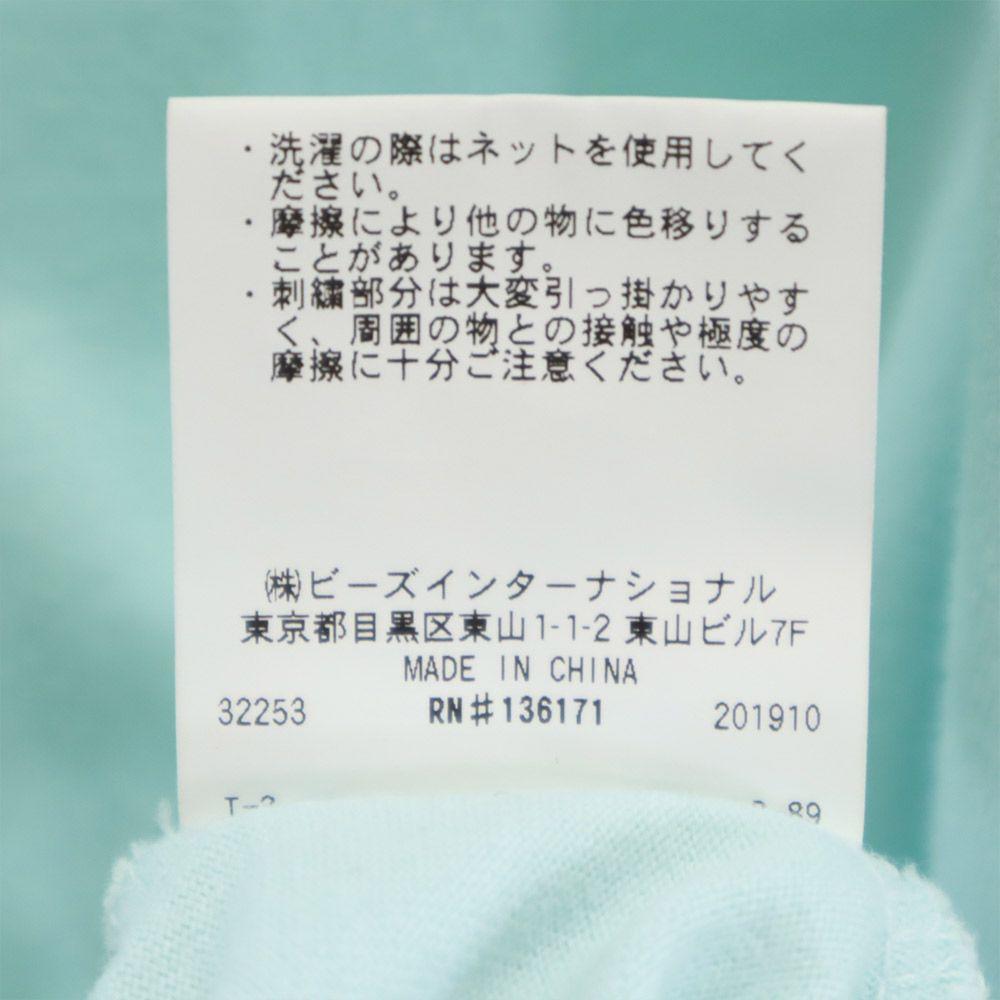 ・洗濯の際はネットを使用してく
ださい。
・摩擦により他の物に色移りする
ことがあります。
・刺繍部分は大変引っ掛かりやす
く、周囲の物との接触や極度の
摩擦に十分ご注意ください。
㈱ビーズインターナショナル
東京都目黒区東山1-1-2 東山ビル7F
MADE IN CHINA
32253 RN#136171 201910
89